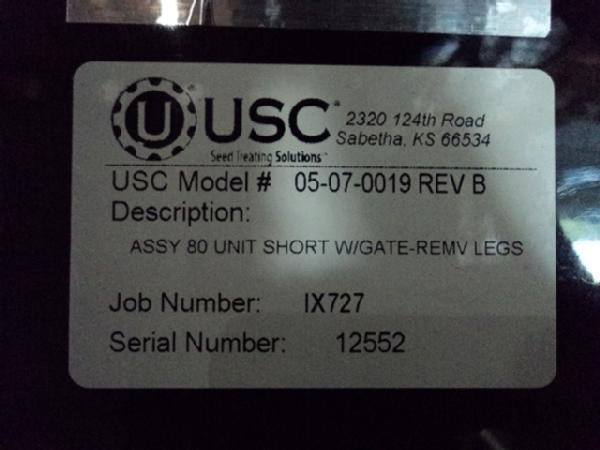 U USC
2320 124th Road
Sabetha, KS 66534
Seed Treating Solutions
USC Model # 05-07-0019 REV B
Description:
ASSY 80 UNIT SHORT W/GATE-REMV LEGS
Job Number: IX727
Serial Number: 12552